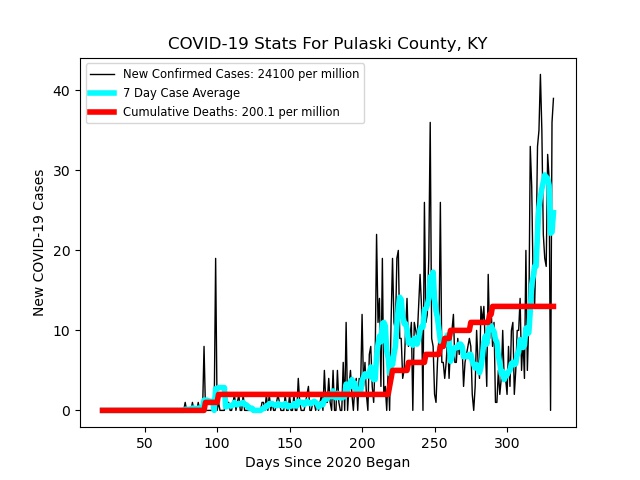 COVID-19 Stats For Pulaski County, KY
New Confirmed Cases: 24100 per million
7 Day Case Average
Cumulative Deaths: 200.1 per million
New COVID-19 Cases
40
30
20
10
0
50 100 150 200 250 300
Days Since 2020 Began